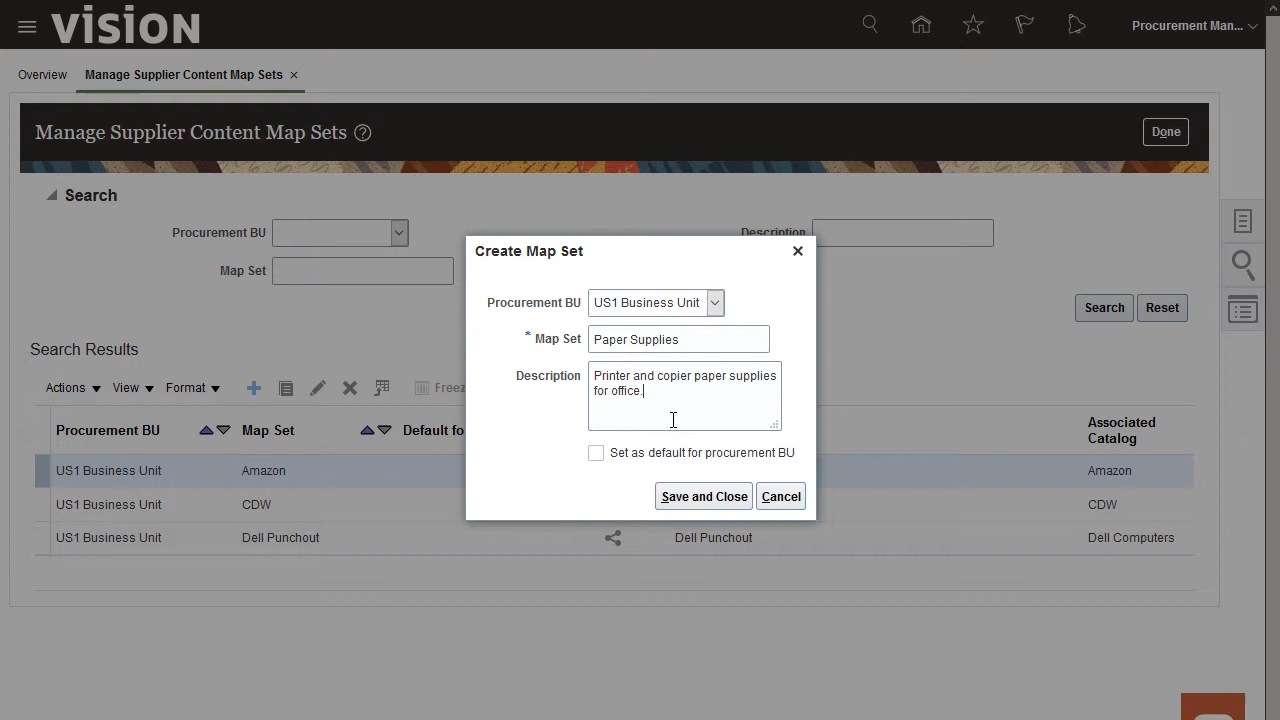 vision
Procurement Man...
Overview
Manage Supplier Content Map Sets ×
Manage Supplier Content Map Sets ?
Done
Search
Procurement BU
Description
Map Set
Search
Reset
Create Map Set
Procurement BU US1 Business Unit
* Map Set Paper Supplies
Description Printer and copier paper supplies
for office.
Set as default for procurement BU
Save and Close
Cancel
Search Results
Actions View Format Freez
Procurement BU Map Set Default fo Associated
Catalog
US1 Business Unit Amazon Amazon
US1 Business Unit CDW CDW
US1 Business Unit Dell Punchout Dell Punchout Dell Computers